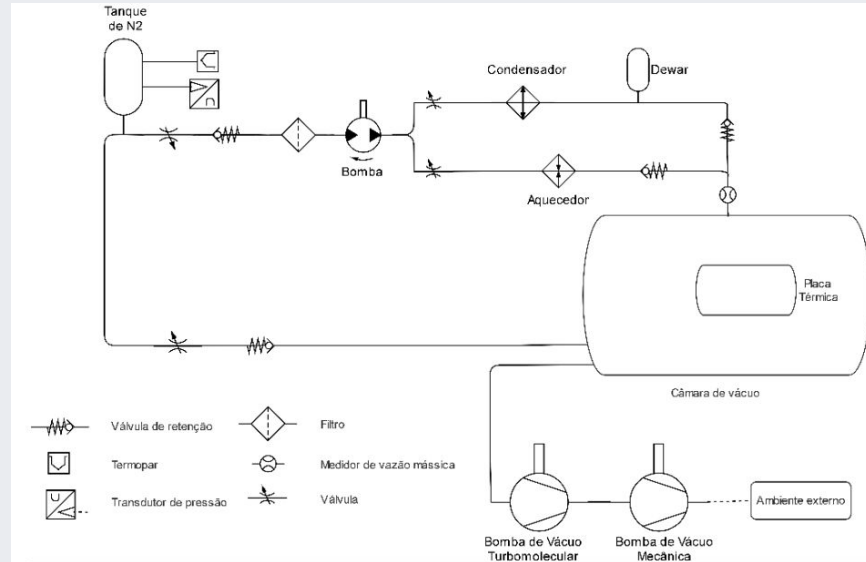 Tanque
de N2
Condensador
Dewar
Bomba
Aquecedor
Placa
Térmica
Câmara de vácuo
Válvula de retenção
Filtro
Termopar
Medidor de vazão mássica
Transdutor de pressão
Válvula
Ambiente externo
Bomba de Vácuo
Turbomolecular
Bomba de Vácuo
Mecânica